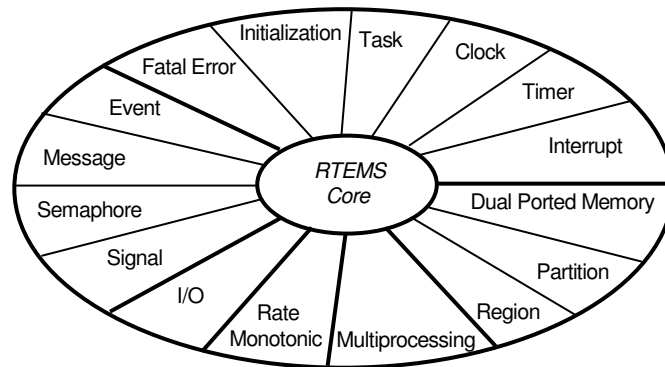 Initialization
Task
Clock
Fatal Error
Timer
Event
Interrupt
Message
RTEMS
Core
Semaphore
Dual Ported Memory
Signal
Partition
I/O
Rate
Monotonic
Multiprocessing
Region